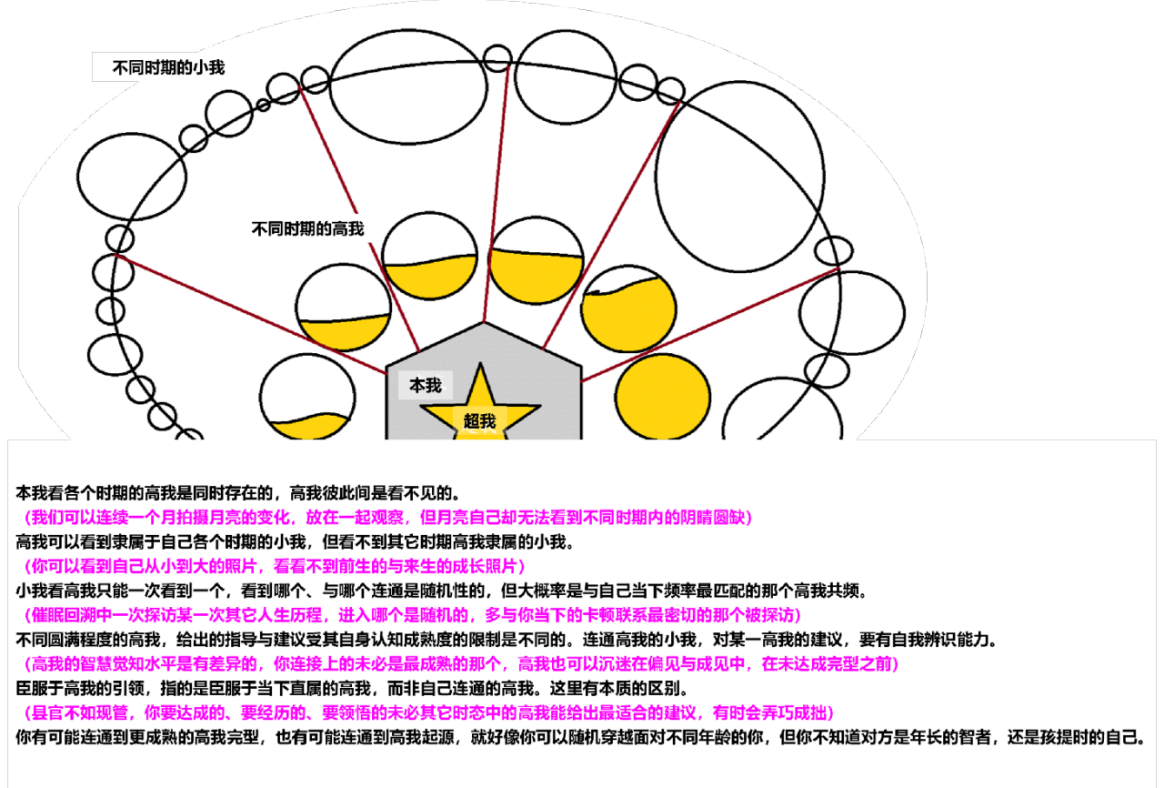 不同时期的小我
不同时期的高我
本我
超我
本我看各个时期的高我是同时存在的，高我彼此间是看不见的。
（我们可以连续一个月拍摄月亮的变化，放在一起观察，但月亮自己却无法看到不同时期内的阴晴圆缺）
高我可以看到隶属于自己各个时期的小我，但看不到其它时期高我隶属的小我。
（你可以看到自己从小到大的照片，看看不到前生的与来生的成长照片）
小我看高我只能一次看到一个，看到哪个、与哪个连通是随机性的，但大概率是与自己当下频率最匹配的那个高我共频。
（催眠回溯中一次探访某一次其它人生历程，进入哪个是随机的，多与你当下的卡顿联系最密切的那个被探访）
不同圆满程度的高我，给出的指导与建议受其自身认知成熟度的限制是不同的。连通高我的小我，对某一高我的建议，要有自我辨识能力。
（高我的智慧觉知水平是有差异的，你连接上的未必是最成熟的那个，高我也可以沉迷在偏见与成见中，在未达成完型之前）
臣服于高我的引领，指的是臣服于当下直属的高我，而非自己连通的高我。这里有本质的区别。
（县官不如现管，你要达成的、要经历的、要领悟的未必其它时态中的高我能给出最适合的建议，有时会弄巧成拙）
你有可能连通到更成熟的高我完型，也有可能连通到高我起源，就好像你可以随机穿越面对不同年龄的你，但你不知道对方是年长的智者，还是孩提时的自己。